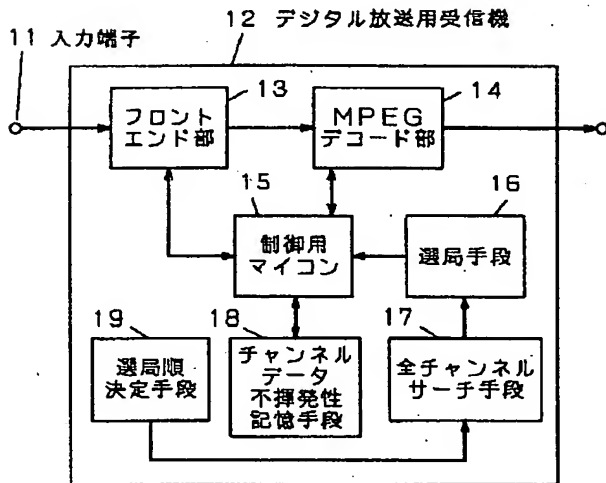 12 デジタル放送用受信機
11 入力端子
13
14
フロント
エンド部
MPEG
デコード部
15
16
制御用
マイコン
選局手段
19
18
17
選局順
決定手段
チャンネル
データ
不揮発性
記憶手段
全チャンネル
サーチ手段